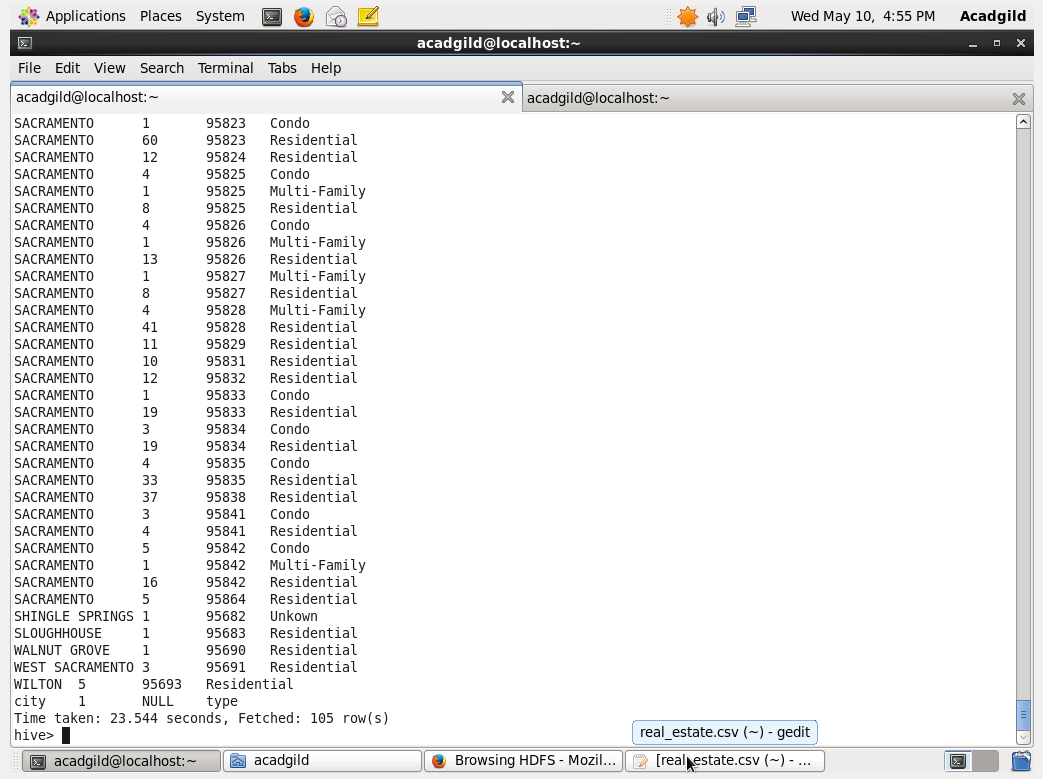 Applications Places System Wed May 10, 4:55 PM Acadgild
acadgild@localhost:~
File Edit View Search Terminal Tabs Help
acadgild@localhost:~ acadgild@localhost:~
SACRAMENTO 1 95823 Condo
SACRAMENTO 60 95823 Residential
SACRAMENTO 12 95824 Residential
SACRAMENTO 4 95825 Condo
SACRAMENTO 1 95825 Multi-Family
SACRAMENTO 8 95825 Residential
SACRAMENTO 4 95826 Condo
SACRAMENTO 1 95826 Multi-Family
SACRAMENTO 13 95826 Residential
SACRAMENTO 1 95827 Multi-Family
SACRAMENTO 8 95827 Residential
SACRAMENTO 4 95828 Multi-Family
SACRAMENTO 41 95828 Residential
SACRAMENTO 11 95829 Residential
SACRAMENTO 10 95831 Residential
SACRAMENTO 12 95832 Residential
SACRAMENTO 1 95833 Condo
SACRAMENTO 19 95833 Residential
SACRAMENTO 3 95834 Condo
SACRAMENTO 19 95834 Residential
SACRAMENTO 4 95835 Condo
SACRAMENTO 33 95835 Residential
SACRAMENTO 37 95838 Residential
SACRAMENTO 3 95841 Condo
SACRAMENTO 4 95841 Residential
SACRAMENTO 5 95842 Condo
SACRAMENTO 1 95842 Multi-Family
SACRAMENTO 16 95842 Residential
SACRAMENTO 5 95864 Residential
SHINGLE SPRINGS 1 95682 Unkown
SLOUGHHOUSE 1 95683 Residential
WALNUT GROVE 1 95690 Residential
WEST SACRAMENTO 3 95691 Residential
WILTON 5 95693 Residential
city 1 NULL type
Time taken: 23.544 seconds, Fetched: 105 row(s)
hive>
real_estate.csv (~) - gedit
acadgild@localhost:~ acadgild Browsing HDFS - Mozil... [real_estate.csv (~) - ...